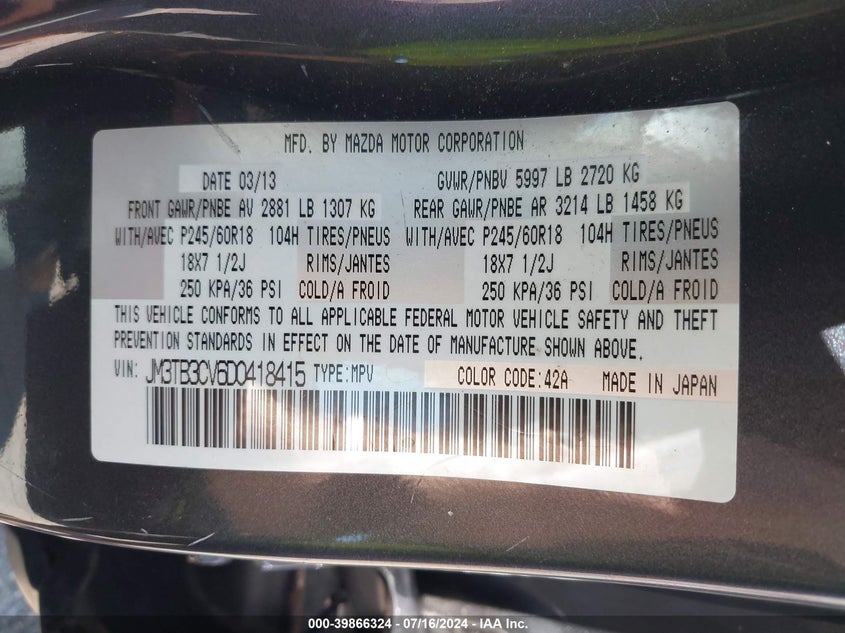 MFD. BY MAZDA MOTOR CORPORATION
DATE 03/13 GVWR/PNBV 5997 LB 2720 KG
FRONT GAWR/PNBE AV 2881 LB 1307 KG REAR GAWR/PNBE AR 3214 LB 1458 KG
WITH/AVEC P245/60R18 104H TIRES/PNEUS WITH/AVEC P245/60R18 104H TIRES/PNEUS
18X7 1/2J RIMS/JANTES 18X7 1/2J RIMS/JANTES
250 KPA/36 PSI COLD/A FROID 250 KPA/36 PSI COLD/A FROID
THIS VEHICLE CONFORMS TO ALL APPLICABLE FEDERAL MOTOR VEHICLE SAFETY AND THEFT
PREVENTION STANDARDS IN EFFECT ON THE DATE OF MANUFACTURE SHOWN ABOVE.
VIN: JM3TB3CV6D0418415 TYPE:MPV COLOR CODE:42A MADE IN JAPAN
000-39866324 - 07/16/2024 - IAA Inc.